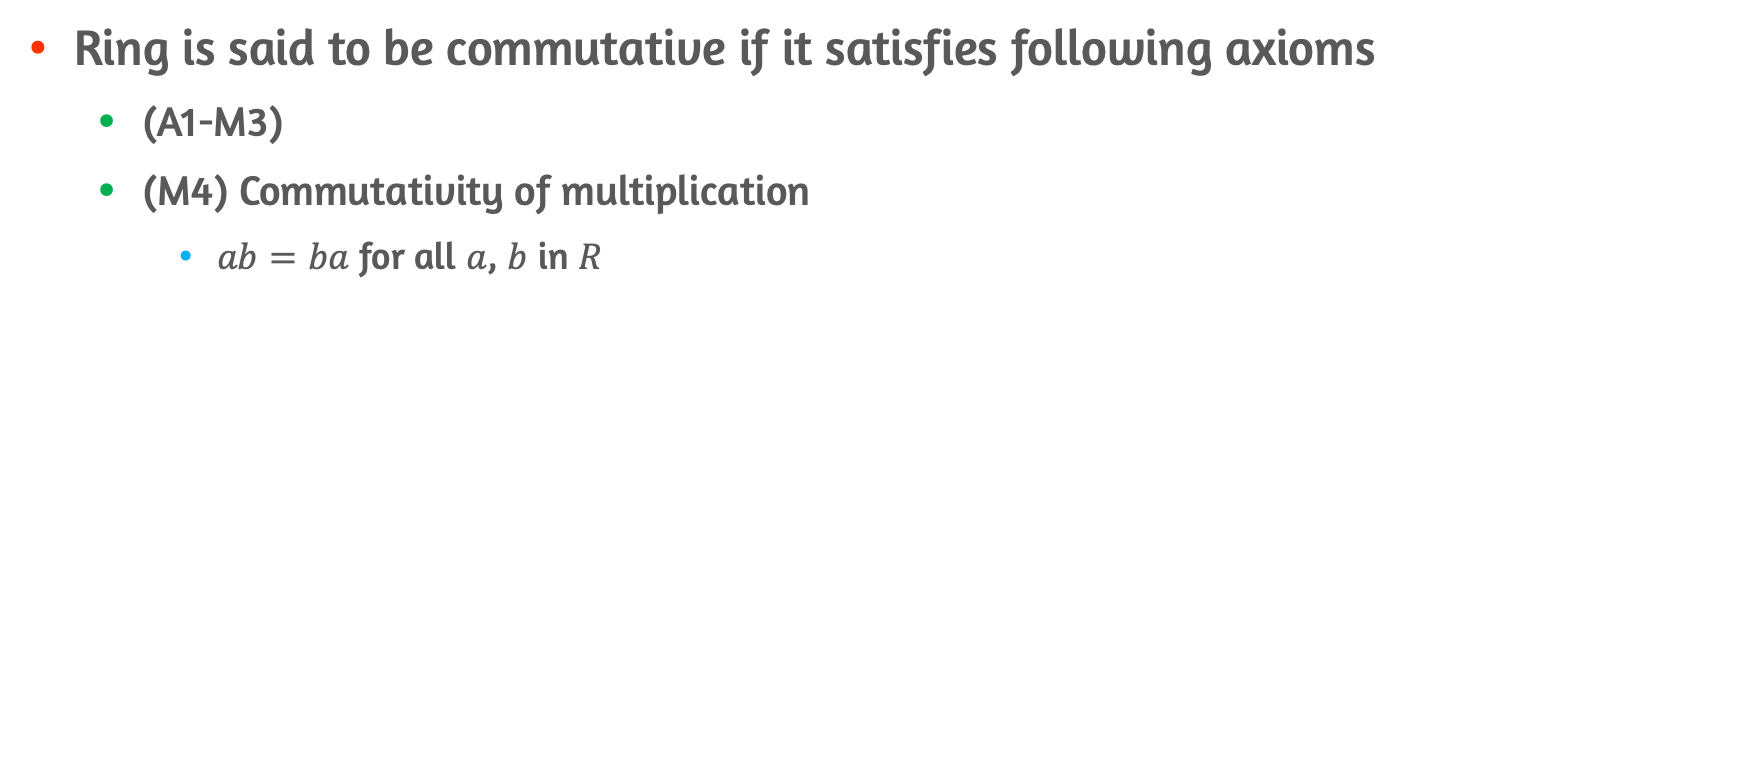 • Ring is said to be commutative if it satisfies following axioms
• (A1-M3)
• (M4) Commutativity of multiplication
• ab = ba for all a, b in R